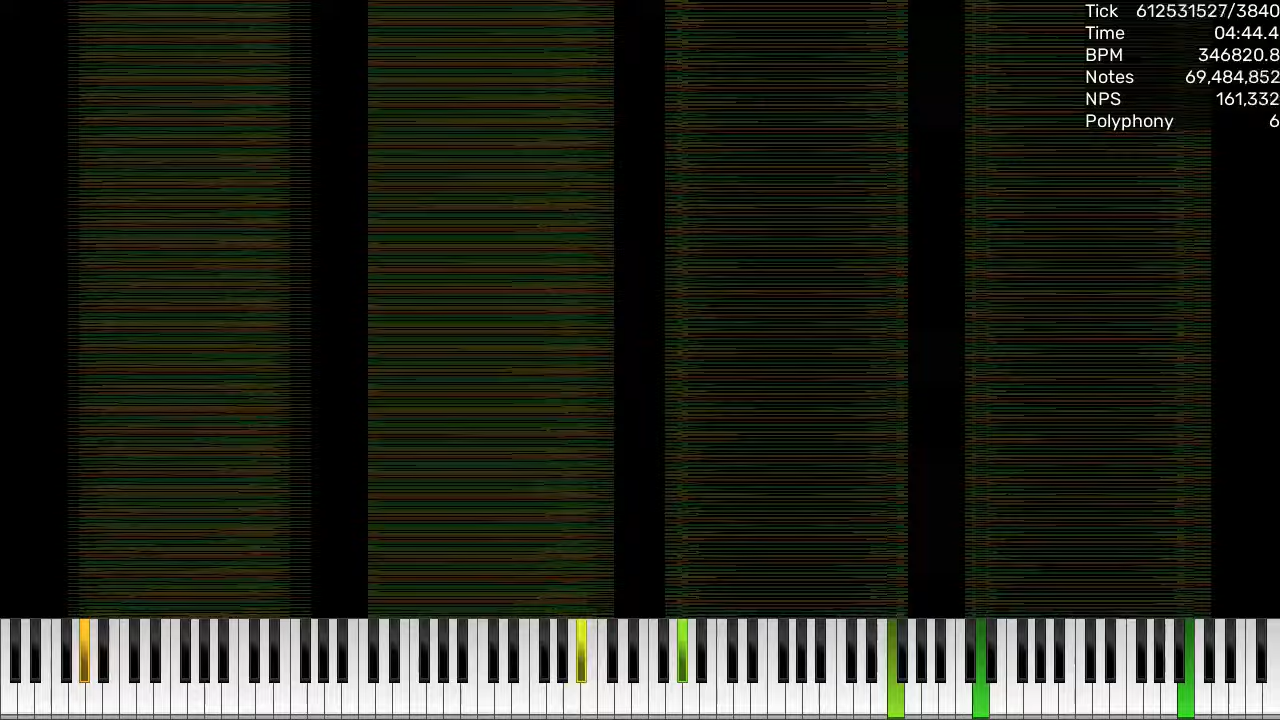 Tick 612531527/3840
Time 04:44.4
BPM 346820.8
Notes 69,484,852
NPS 161,332
Polyphony 6